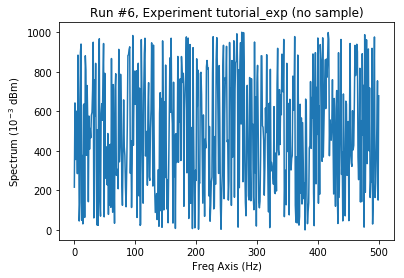 Run #6, Experiment tutorial_exp (no sample)
1000
800
600
400
200
0
Spectrum (10⁻³ dBm)
0 100 200 300 400 500
Freq Axis (Hz)